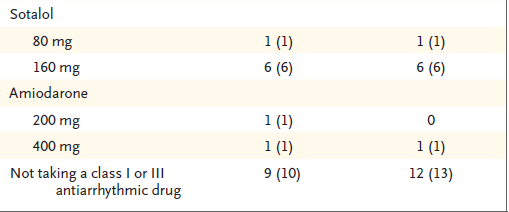 Sotalol
80 mg 1 (1) 1 (1)
160 mg 6 (6) 6 (6)
Amiodarone
200 mg 1 (1) 0
400 mg 1 (1) 1 (1)
Not taking a class I or III 9 (10) 12 (13)
antiarrhythmic drug